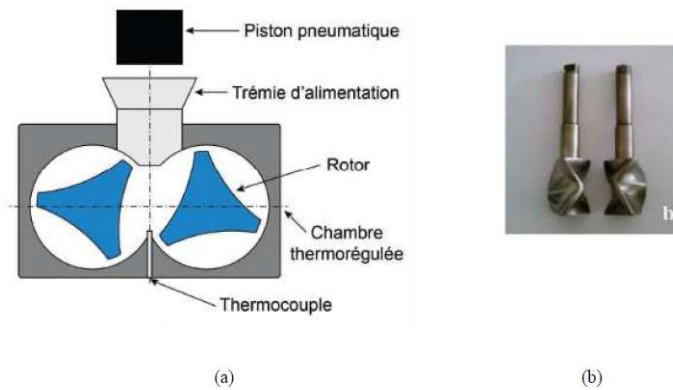 Piston pneumatique
Trémie d'alimentation
Rotor
Chambre
thermorégulée
Thermocouple
b
(a)
(b)